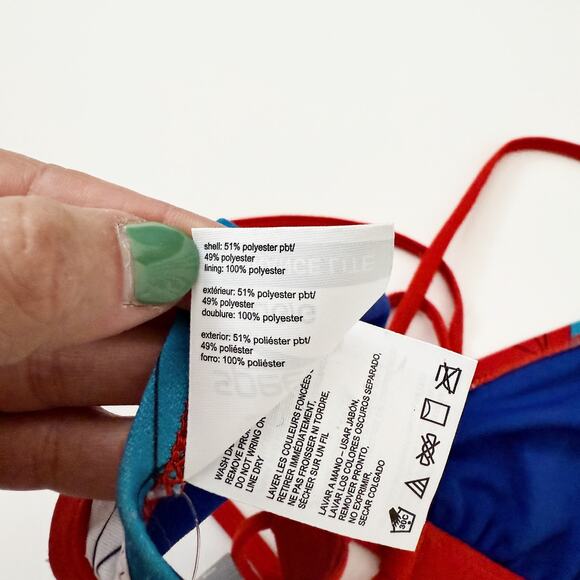 shell: 51% polyester pbt/
49% polyester
lining: 100% polyester
extérieur: 51% polyester pbt/
49% polyester
doublure: 100% polyester
exterior: 51% poliéster pbt/
49% poliéster
forro: 100% poliéster
WASH
REMOVE
DO NOT WRING OR
LINE DRY
LAVER LES COULEURS FONCÉES
RETIRER IMMÉDIATEMENT.
NE PAS FROISSER NI TORDRE.
SÉCHER SUR UN FIL
LAVAR A MANO – USAR JABÓN.
LAVAR LOS COLORES OSCUROS SEPARADO.
REMOVER PRONTO.
NO EXPRIMIR.
SECAR COLGADO
30C